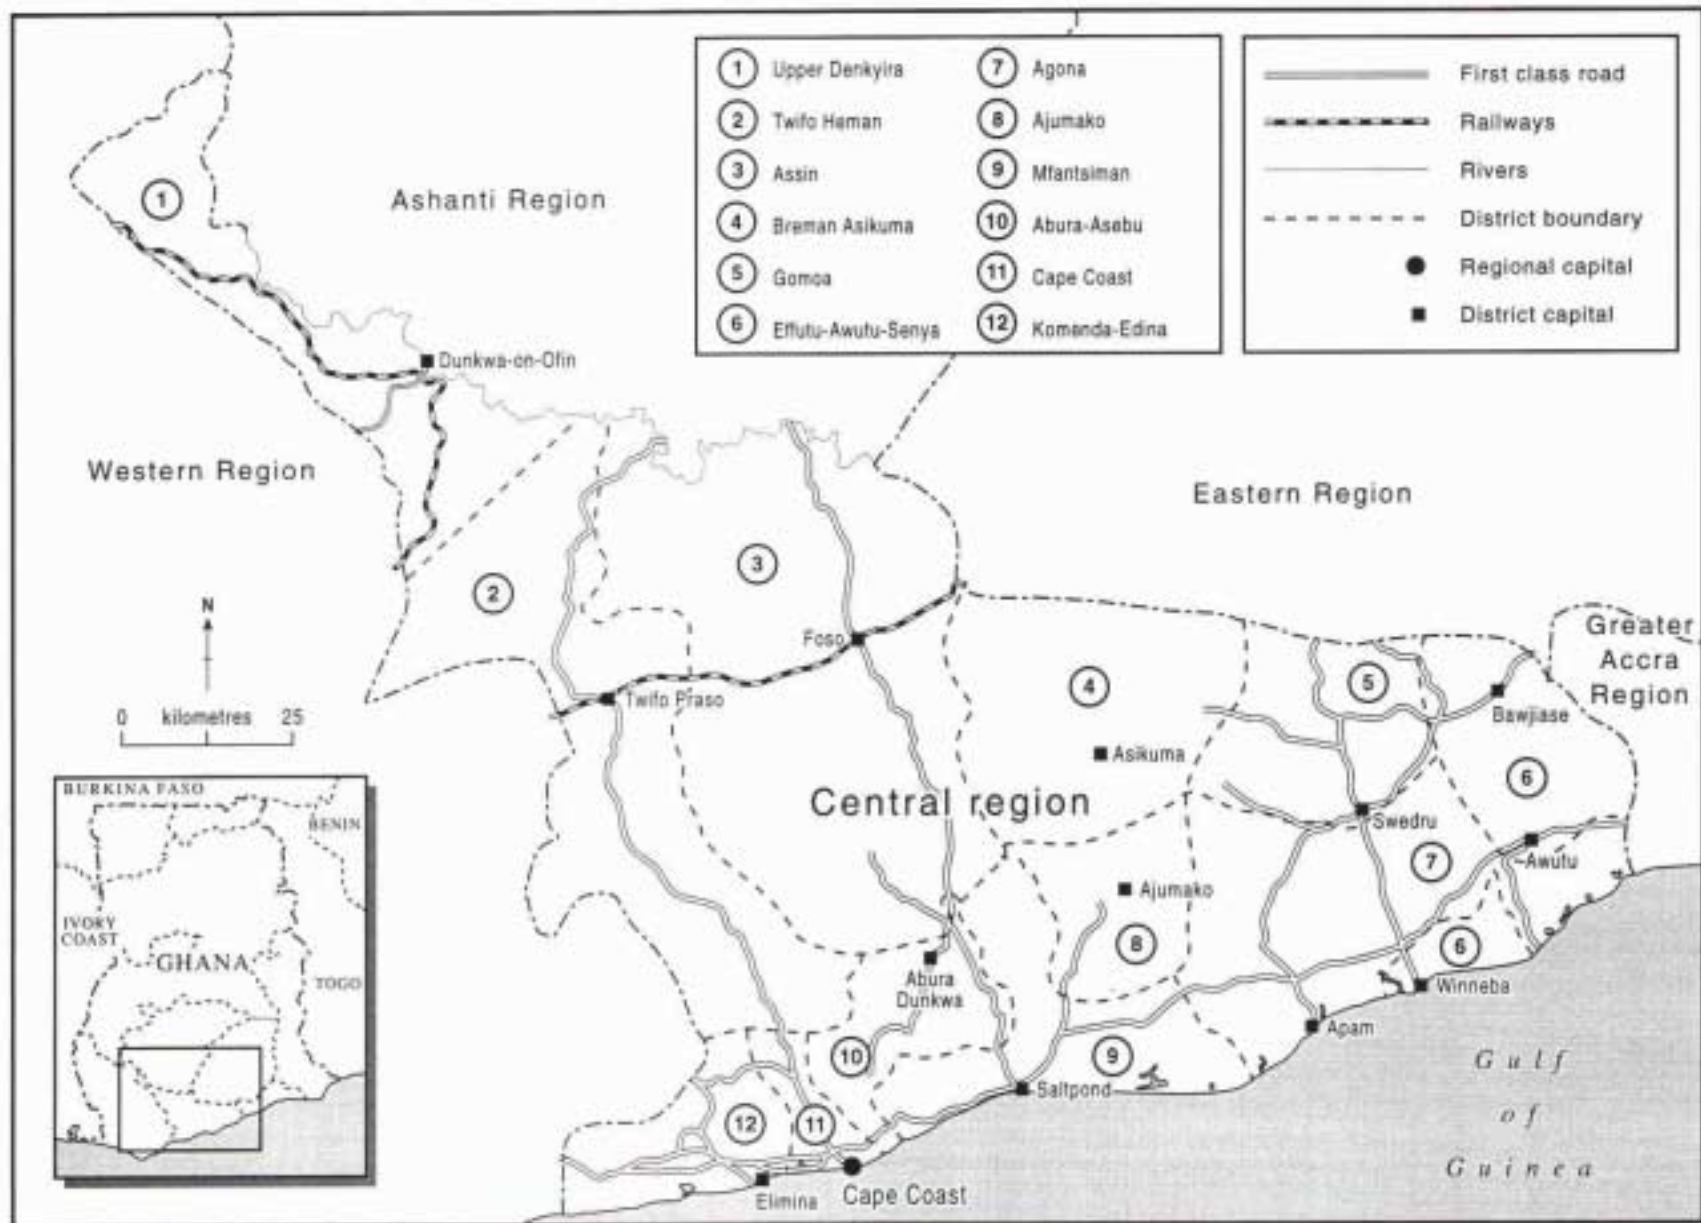 1 Upper Denkyira
2 Twifo Heman
3 Assin
4 Breman Asikuma
5 Gomoa
6 Effutu-Awutu-Senya
7 Agona
8 Ajumako
9 Mfantsiman
10 Abura-Asebu
11 Cape Coast
12 Komenda-Edina
First class road
Railways
Rivers
District boundary
Regional capital
District capital
1
Ashanti Region
Dunkwa-on-Ofin
Western Region
Eastern Region
2
3
N
Foso
Greater
Accra
Region
0 kilometres 25
Twifo Praso
4
5
Bawjiase
Asikuma
6
Central region
Swedru
7
Awutu
Ajumako
8
6
Abura
Dunkwa
Winneba
Apam
10
9
Saltpond
12
11
Elimina
Cape Coast
Gulf
of
Guinea
BURKINA FASO
BENIN
IVORY
COAST
GHANA
TOGO